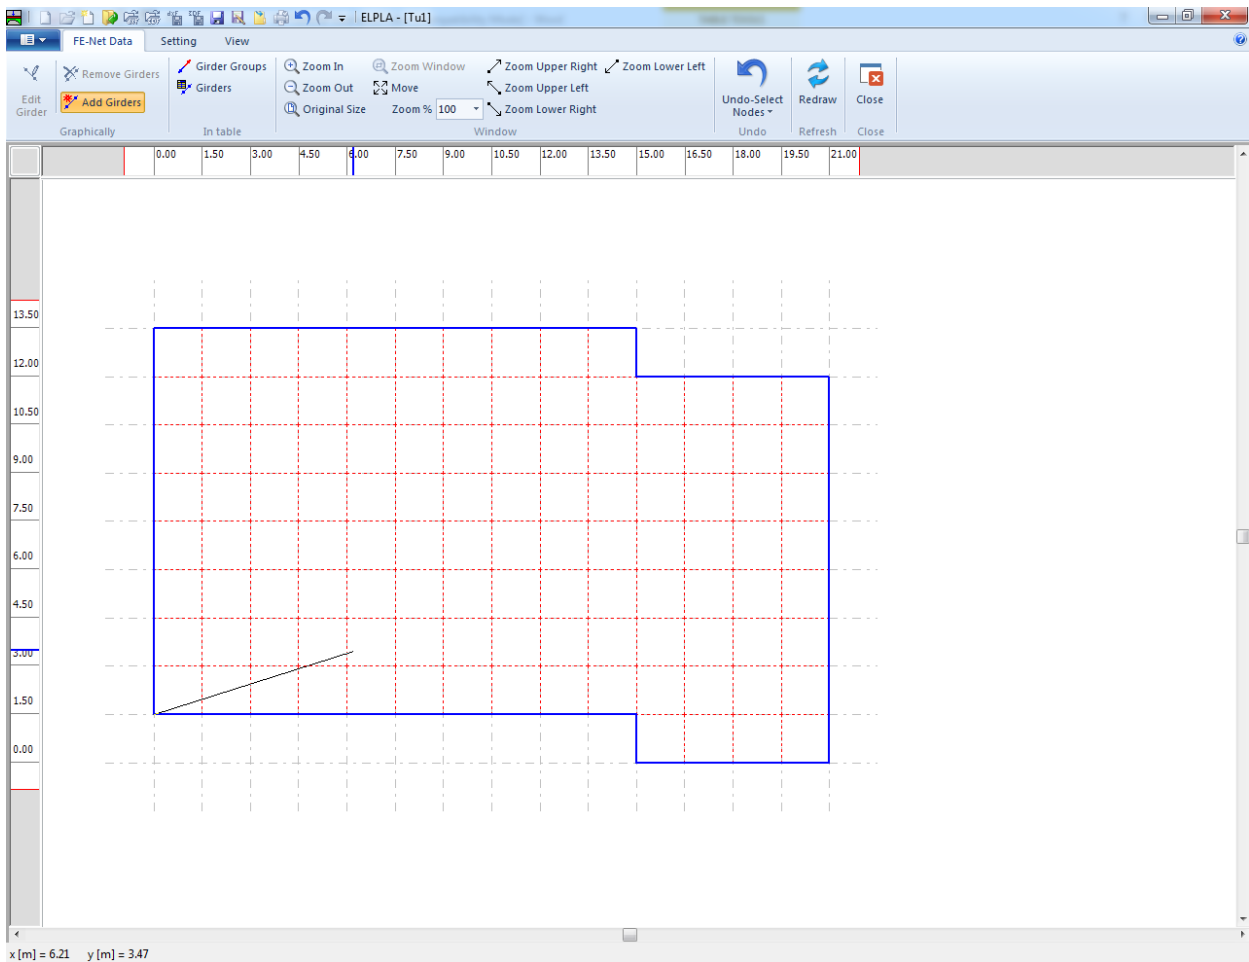 ELPLA - [Tu1]
FE-Net Data Setting View
Edit Girder
Remove Girders
Add Girders
Graphically
Girder Groups
Girders
In table
Zoom In Zoom Window Zoom Upper Right Zoom Lower Left
Zoom Out Move Zoom Upper Left
Original Size Zoom % 100 Zoom Lower Right
Window
Undo-Select Nodes
Undo
Redraw
Refresh
Close
Close
0.00 1.50 3.00 4.50 6.00 7.50 9.00 10.50 12.00 13.50 15.00 16.50 18.00 19.50 21.00
13.50
12.00
10.50
9.00
7.50
6.00
4.50
3.00
1.50
0.00
x [m] = 6.21 y [m] = 3.47